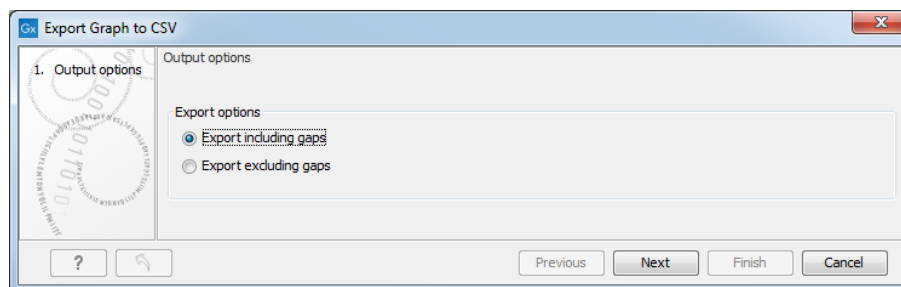 Gx Export Graph to CSV
1. Output options
Output options
Export options
Export including gaps
Export excluding gaps
?
Previous
Next
Finish
Cancel